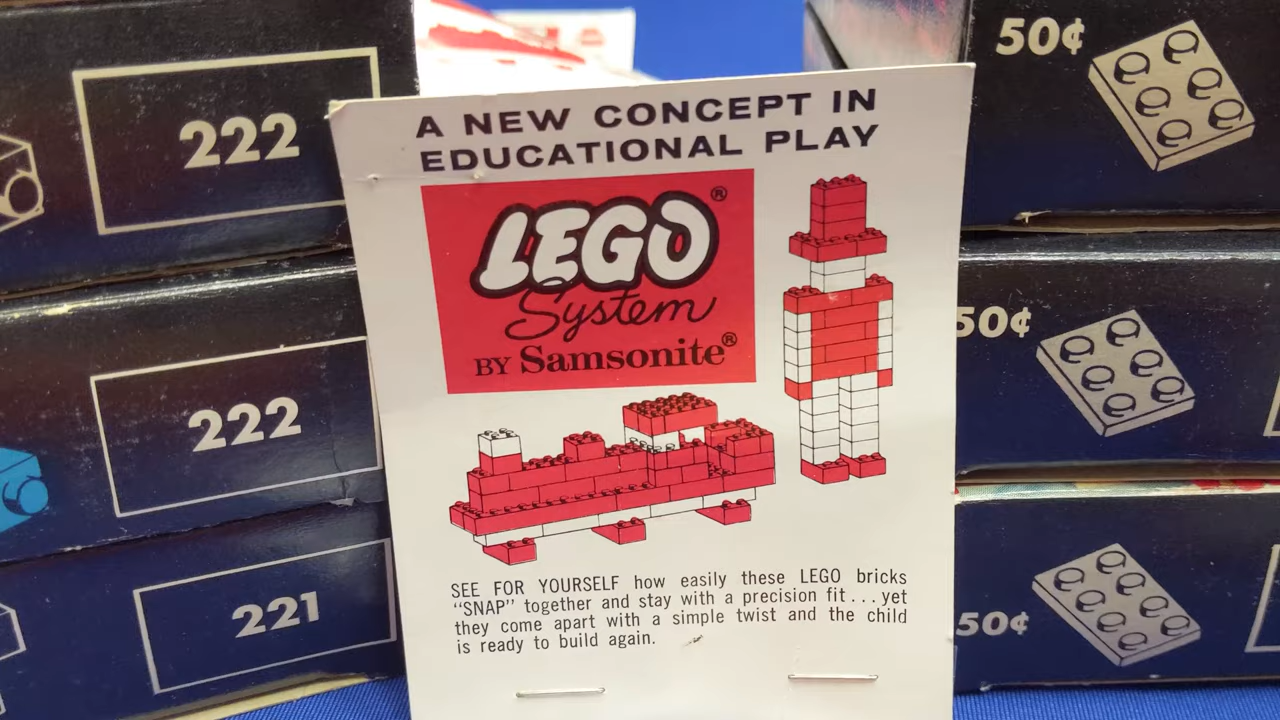 222
222
221
A NEW CONCEPT IN
EDUCATIONAL PLAY
LEGO®
System
BY Samsonite®
SEE FOR YOURSELF how easily these LEGO bricks
"SNAP" together and stay with a precision fit...yet
they come apart with a simple twist and the child
is ready to build again.
50¢
50¢
50¢